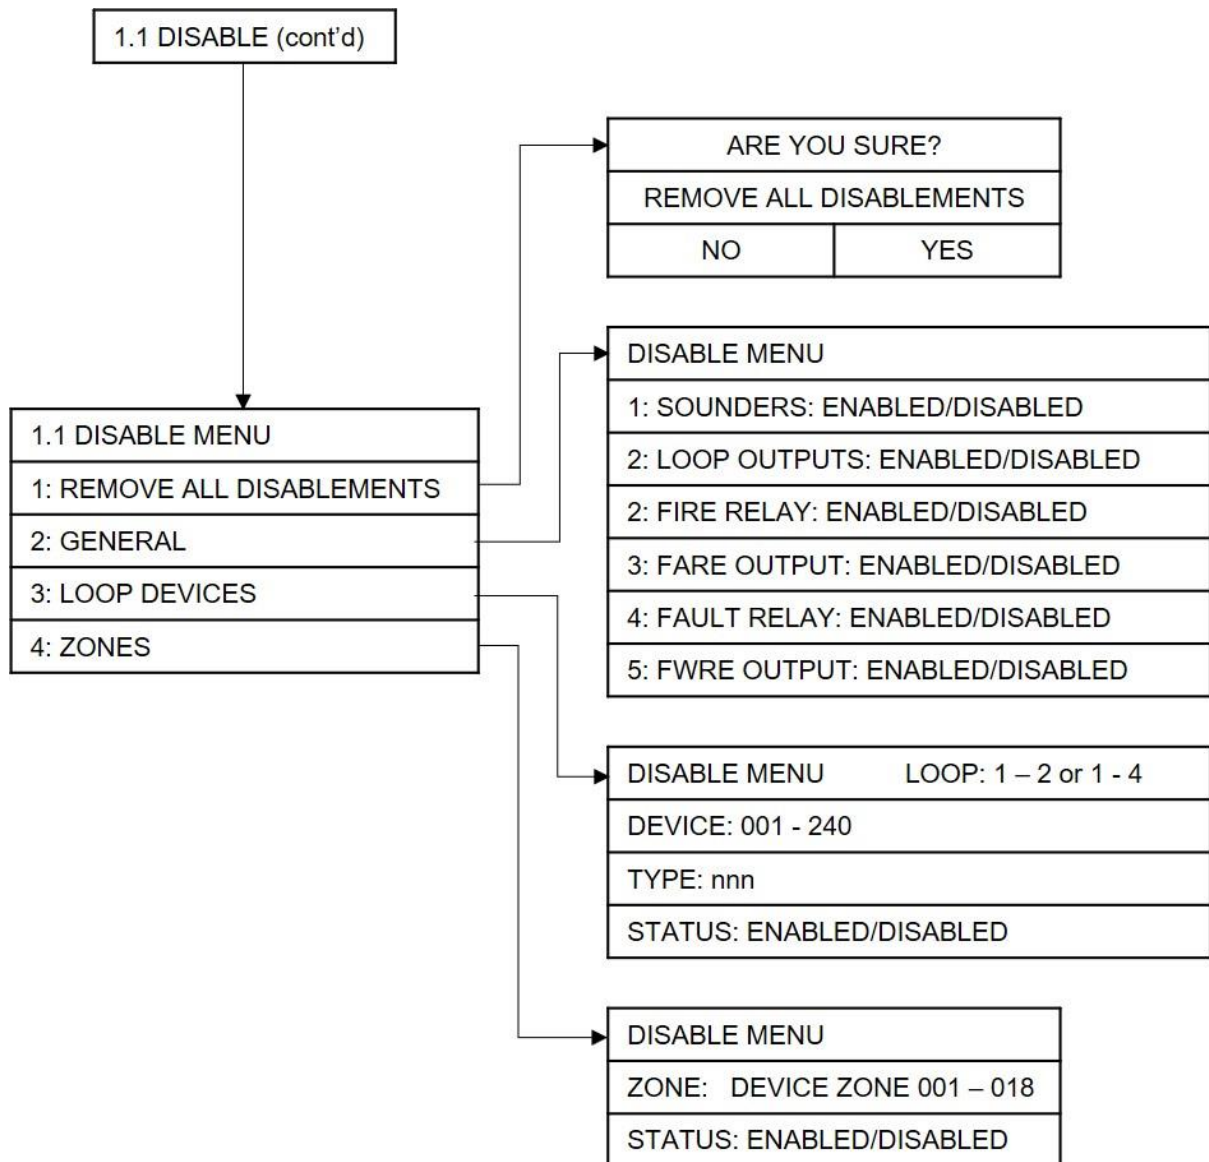 1.1 DISABLE (cont’d)
ARE YOU SURE?
REMOVE ALL DISABLEMENTS
NO YES
DISABLE MENU
1: SOUNDERS: ENABLED/DISABLED
2: LOOP OUTPUTS: ENABLED/DISABLED
2: FIRE RELAY: ENABLED/DISABLED
3: FARE OUTPUT: ENABLED/DISABLED
4: FAULT RELAY: ENABLED/DISABLED
5: FWRE OUTPUT: ENABLED/DISABLED
1.1 DISABLE MENU
1: REMOVE ALL DISABLEMENTS
2: GENERAL
3: LOOP DEVICES
4: ZONES
DISABLE MENU LOOP: 1 – 2 or 1 - 4
DEVICE: 001 - 240
TYPE: nnn
STATUS: ENABLED/DISABLED
DISABLE MENU
ZONE: DEVICE ZONE 001 – 018
STATUS: ENABLED/DISABLED